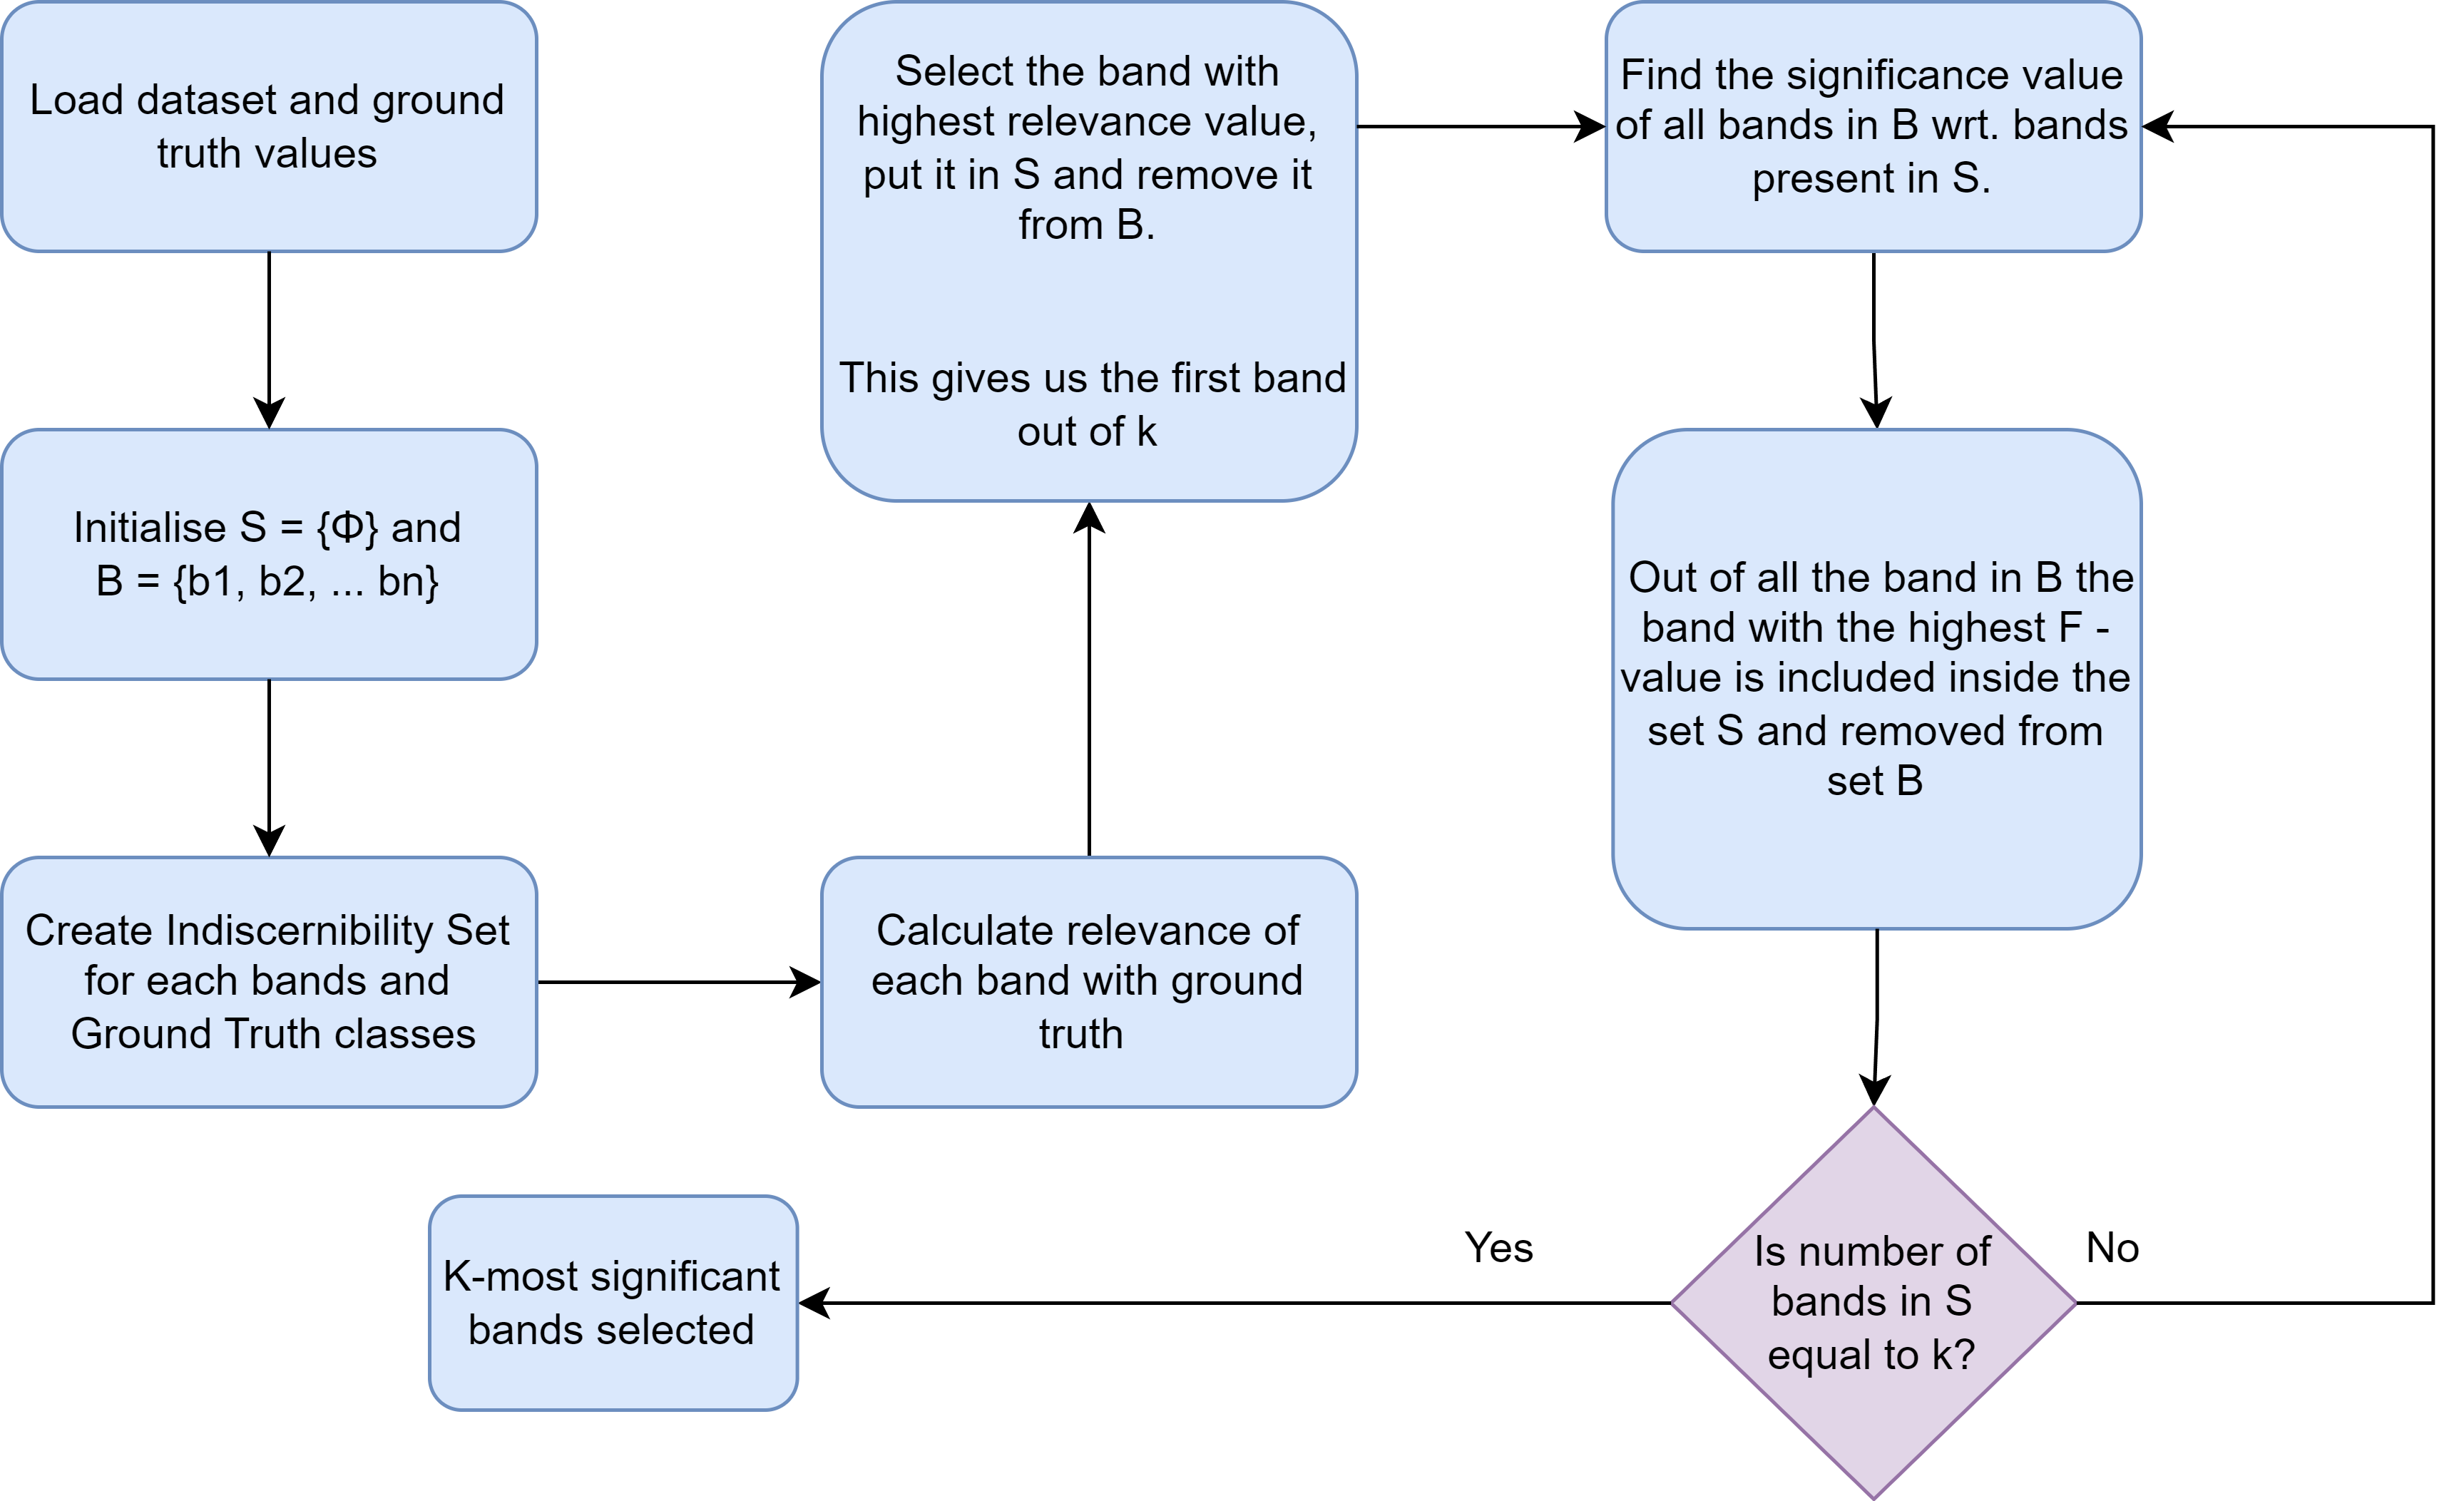 Load dataset and ground
truth values
Initialise S = {Φ} and
B = {b1, b2, ... bn}
Create Indiscernibility Set
for each bands and
Ground Truth classes
Calculate relevance of
each band with ground
truth
Select the band with
highest relevance value,
put it in S and remove it
from B.
This gives us the first band
out of k
Find the significance value
of all bands in B wrt. bands
present in S.
Out of all the band in B the
band with the highest F -
value is included inside the
set S and removed from
set B
Is number of
bands in S
equal to k?
No
Yes
K-most significant
bands selected